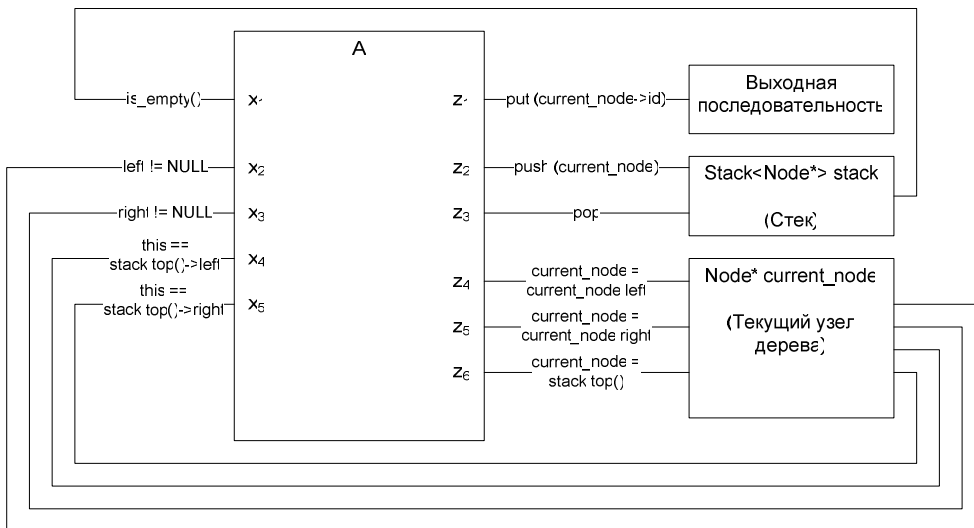 A
is_empty()
x1
z1
put (current_node->id)
Выходная
последовательность
left != NULL
x2
z2
push (current_node)
Stack<Node*> stack
(Стек)
right != NULL
x3
z3
pop
this ==
stack top()->left
x4
this ==
stack top()->right
x5
z4
current_node =
current_node left
z5
current_node =
current_node right
z6
current_node =
stack top()
Node* current_node
(Текущий узел
дерева)